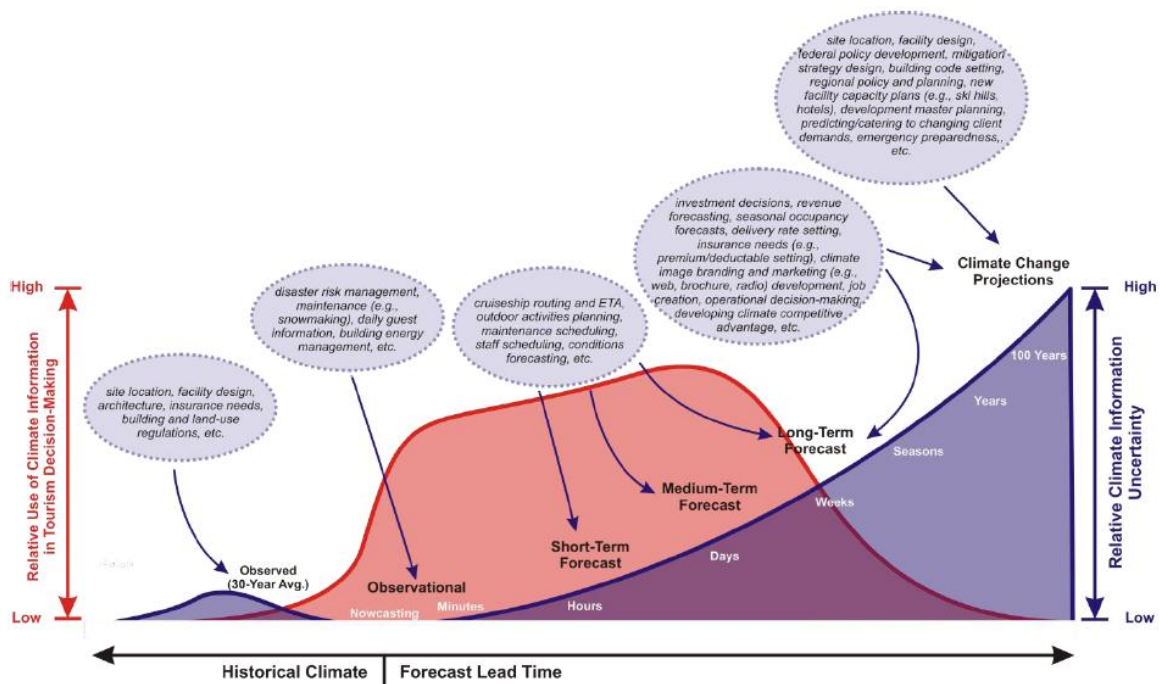 site location, facility design,
federal policy development, mitigation
strategy design, building code setting,
regional policy and planning, new
facility capacity plans (e.g., ski hills,
hotels), development master planning,
predicting/catering to changing client
demands, emergency preparedness,,
etc.
investment decisions, revenue
forecasting, seasonal occupancy
forecasts, delivery rate setting,
insurance needs (e.g.,
premium/deductable setting), climate
image branding and marketing (e.g.,
web, brochure, radio) development, job
creation, operational decision-making,
developing climate competitive
advantage, etc.
disaster risk management,
maintenance (e.g.,
snowmaking), daily guest
information, building energy
management, etc.
cruiseship routing and ETA,
outdoor activities planning,
maintenance scheduling,
staff scheduling, conditions
forecasting, etc.
site location, facility design,
architecture, insurance needs,
building and land-use
regulations, etc.
Climate Change
Projections
High
Relative Use of Climate Information
in Tourism Decision-Making
Low
High
Relative Climate Information
Uncertainty
Low
100 Years
Years
Seasons
Long-Term
Forecast
Weeks
Medium-Term
Forecast
Days
Short-Term
Forecast
Hours
Observed
(30-Year Avg.)
Observational
Nowcasting
Minutes
Historical Climate
Forecast Lead Time